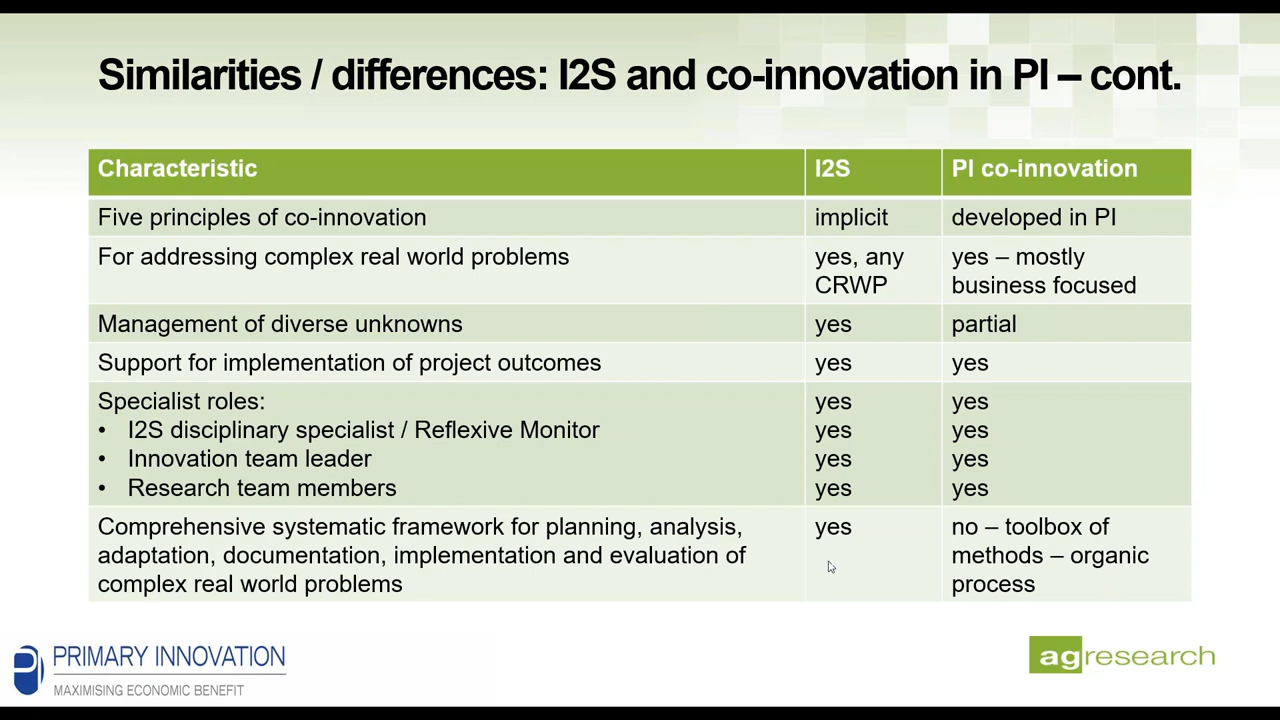 Similarities / differences: I2S and co-innovation in PI – cont.
Characteristic I2S PI co-innovation
Five principles of co-innovation implicit developed in PI
For addressing complex real world problems yes, any yes – mostly
CRWP business focused
Management of diverse unknowns yes partial
Support for implementation of project outcomes yes yes
Specialist roles: yes yes
• I2S disciplinary specialist / Reflexive Monitor yes yes
• Innovation team leader yes yes
• Research team members yes yes
Comprehensive systematic framework for planning, analysis, yes no – toolbox of
adaptation, documentation, implementation and evaluation of methods – organic
complex real world problems process
PRIMARY INNOVATION
MAXIMISING ECONOMIC BENEFIT
agresearch